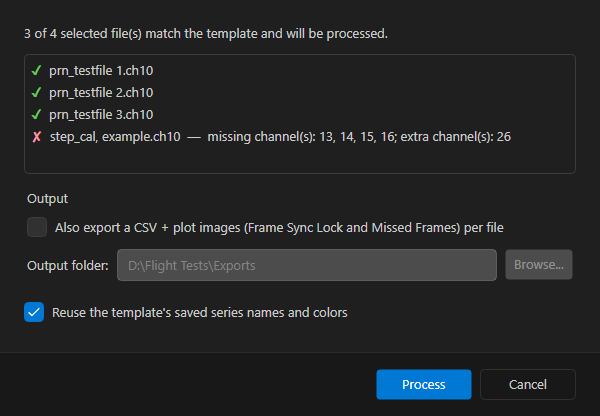 3 of 4 selected file(s) match the template and will be processed.
✓ prn_testfile 1.ch10
✓ prn_testfile 2.ch10
✓ prn_testfile 3.ch10
✗ step_cal, example.ch10 — missing channel(s): 13, 14, 15, 16; extra channel(s): 26
Output
Also export a CSV + plot images (Frame Sync Lock and Missed Frames) per file
Output folder: D:\Flight Tests\Exports Browse...
Reuse the template's saved series names and colors
Process Cancel